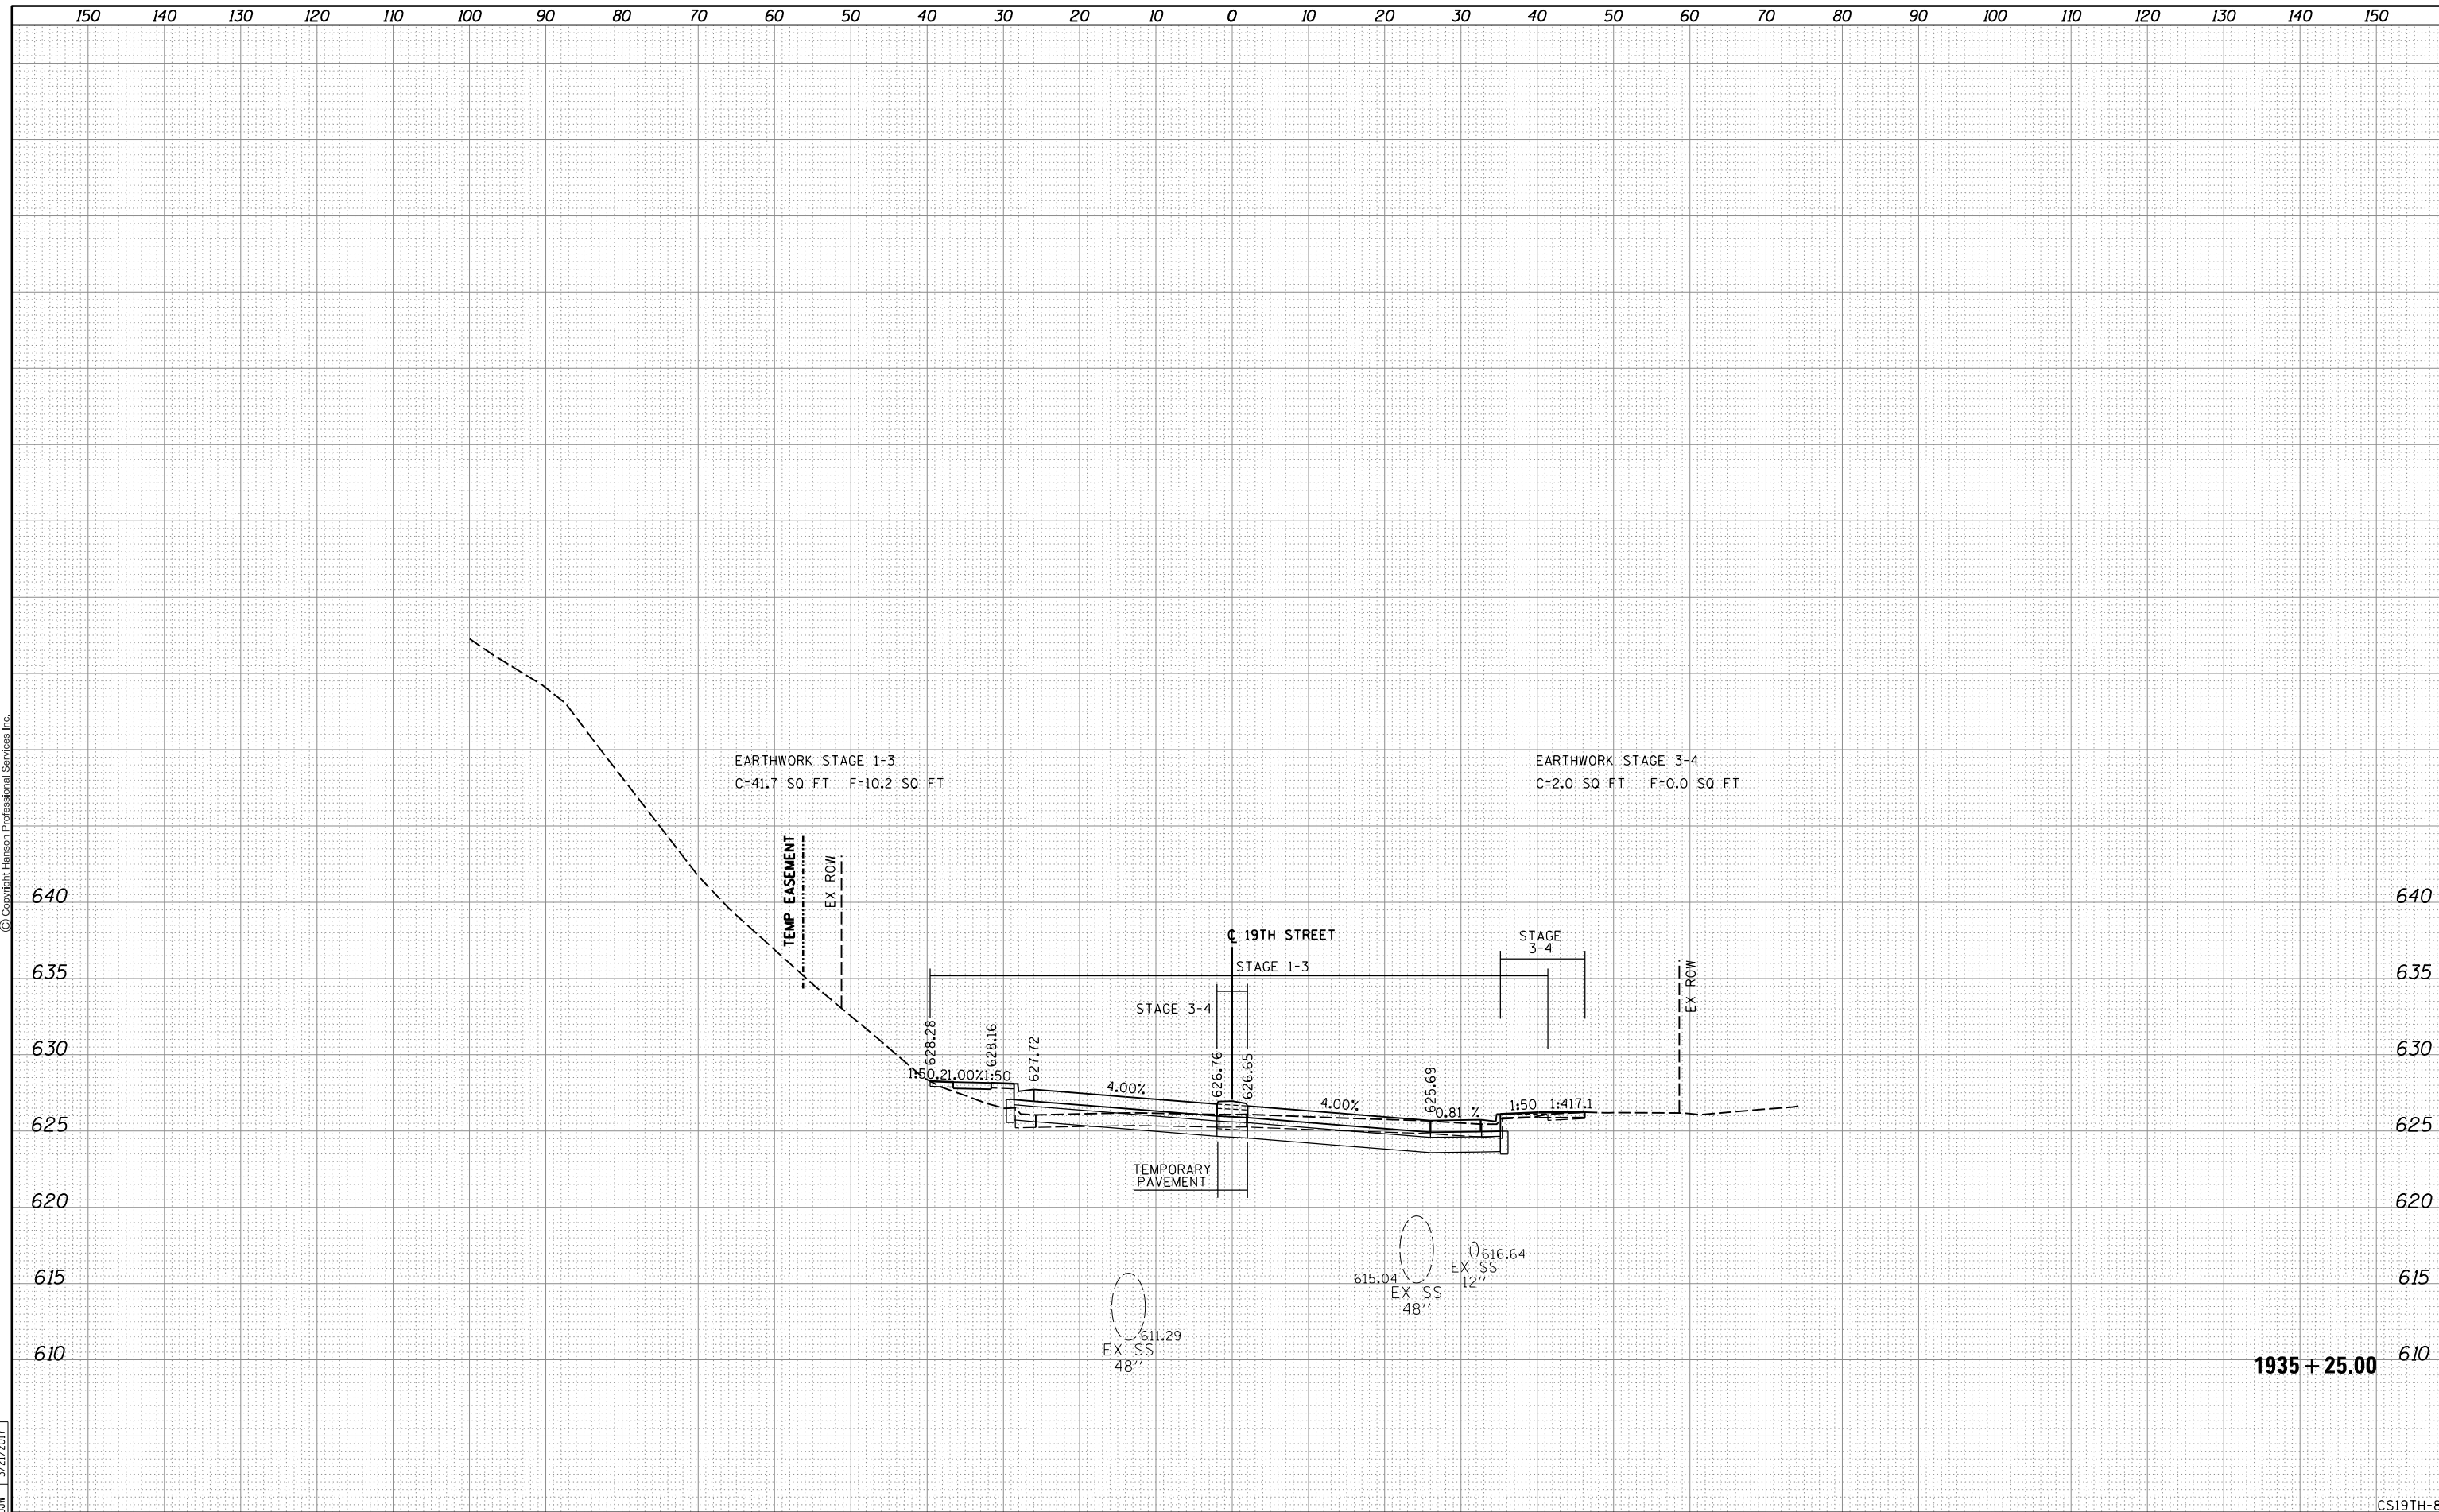 150 140 130 120 110 100 90 80 70 60 50 40 30 20 10 0 10 20 30 40 50 60 70 80 90 100 110 120 130 140 150
EARTHWORK STAGE 1-3
C=41.7 SQ FT F=10.2 SQ FT
EARTHWORK STAGE 3-4
C=2.0 SQ FT F=0.0 SQ FT
TEMP EASEMENT
EX ROW
640 640
℄ 19TH STREET
STAGE
3-4
STAGE 1-3
635 635
EX ROW
STAGE 3-4
630 630
628.28
628.16
627.72
626.76
626.65
625.69
1:50.2 1.00% 1:50
4.00%
4.00%
0.81 %
1:50 1:417.1
625 625
TEMPORARY
PAVEMENT
620 620
616.64
EX SS
12''
615.04
EX SS
48''
615 615
611.29
EX SS
48''
610 610
1935+25.00
© Copyright Hanson Professional Services Inc.
CS19TH-8